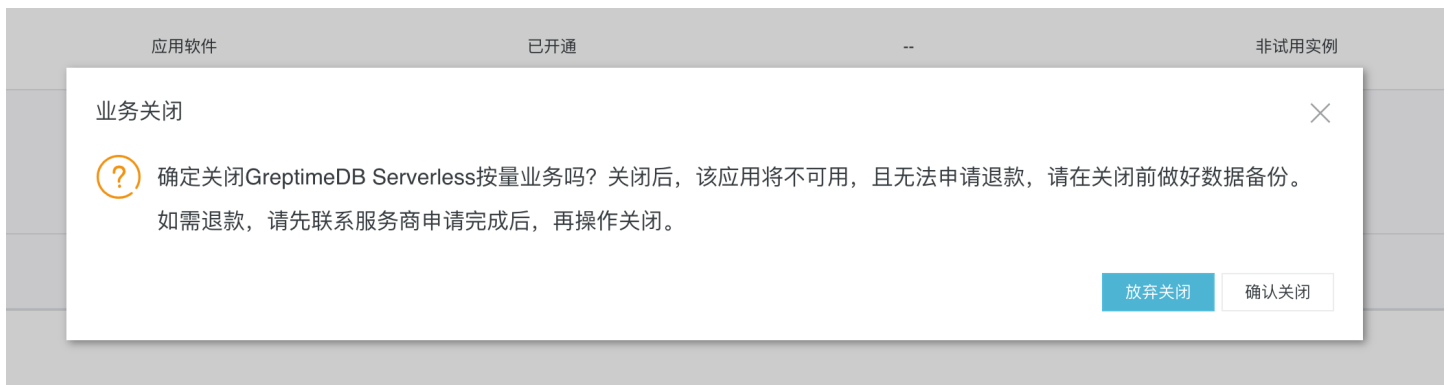 应用软件 已开通 -- 非试用实例
业务关闭
确定关闭GreptimeDB Serverless按量业务吗？关闭后，该应用将不可用，且无法申请退款，请在关闭前做好数据备份。
如需退款，请先联系服务商申请完成后，再操作关闭。
放弃关闭 确认关闭